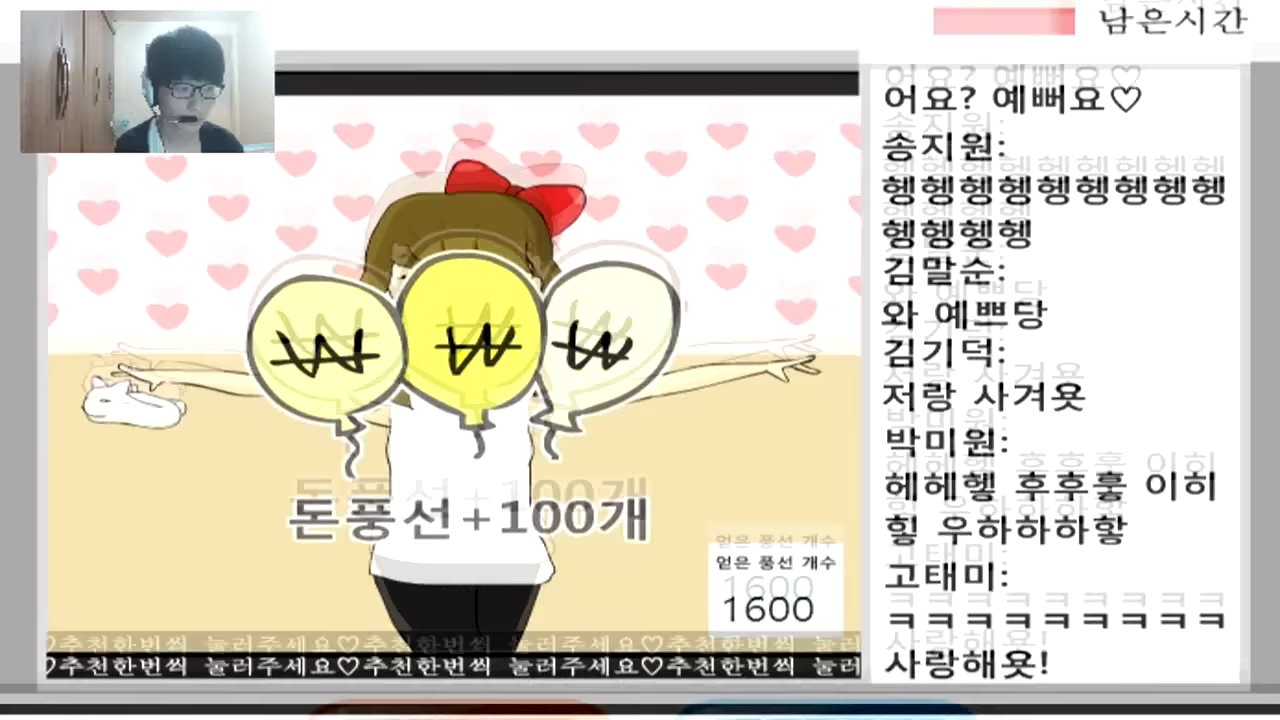 남은시간
어요? 예뻐요♡
송지원:
헹헹헹헹헹헹헹헹헹
헹헹헹헹
김말순:
와 예쁘당
김기덕:
저랑 사겨욧
박미원:
헤헤헿 후후훟 이히
힣 우하하하핳
고태미:
ㅋㅋㅋㅋㅋㅋㅋㅋㅋ
사랑해욧!
₩ ₩ ₩
돈풍선+100개
얻은 풍선 개수
1600
♡추천한번씩 눌러주세요♡추천한번씩 눌러주세요♡추천한번씩 눌러